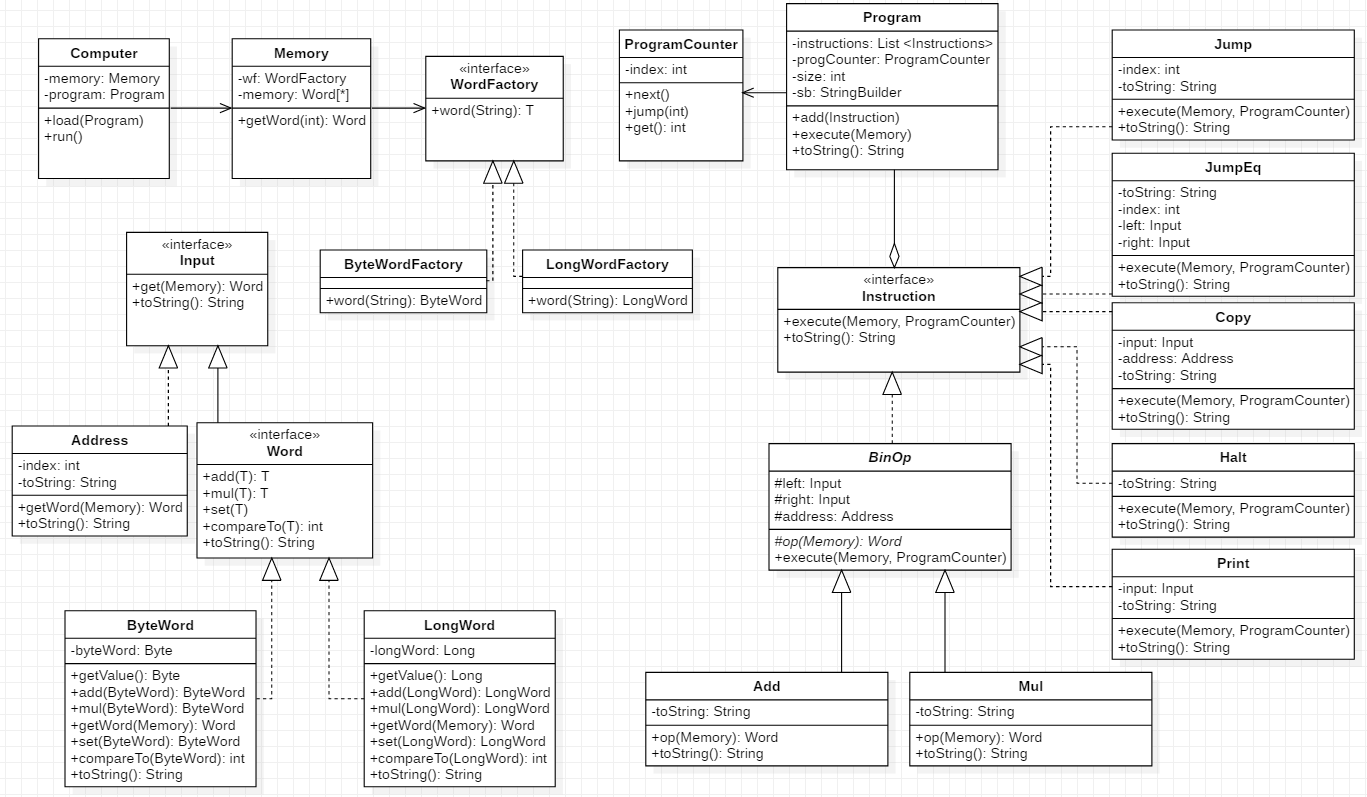 Computer
-memory: Memory
-program: Program
+load(Program)
+run()
Memory
-wf: WordFactory
-memory: Word[*]
+getWord(int): Word
«interface»
WordFactory
+word(String): T
ProgramCounter
-index: int
+next()
+jump(int)
+get(): int
Program
-instructions: List <Instructions>
-progCounter: ProgramCounter
-size: int
-sb: StringBuilder
+add(Instruction)
+execute(Memory)
+toString(): String
Jump
-index: int
-toString: String
+execute(Memory, ProgramCounter)
+toString(): String
JumpEq
-toString: String
-index: int
-left: Input
-right: Input
+execute(Memory, ProgramCounter)
+toString(): String
«interface»
Input
+get(Memory): Word
+toString(): String
ByteWordFactory
+word(String): ByteWord
LongWordFactory
+word(String): LongWord
«interface»
Instruction
+execute(Memory, ProgramCounter)
+toString(): String
Copy
-input: Input
-address: Address
-toString: String
+execute(Memory, ProgramCounter)
+toString(): String
Address
-index: int
-toString: String
+getWord(Memory): Word
+toString(): String
«interface»
Word
+add(T): T
+mul(T): T
+set(T)
+compareTo(T): int
+toString(): String
BinOp
#left: Input
#right: Input
#address: Address
#op(Memory): Word
+execute(Memory, ProgramCounter)
Halt
-toString: String
+execute(Memory, ProgramCounter)
+toString(): String
Print
-input: Input
-toString: String
+execute(Memory, ProgramCounter)
+toString(): String
ByteWord
-byteWord: Byte
+getValue(): Byte
+add(ByteWord): ByteWord
+mul(ByteWord): ByteWord
+getWord(Memory): Word
+set(ByteWord): ByteWord
+compareTo(ByteWord): int
+toString(): String
LongWord
-longWord: Long
+getValue(): Long
+add(LongWord): LongWord
+mul(LongWord): LongWord
+getWord(Memory): Word
+set(LongWord): LongWord
+compareTo(LongWord): int
+toString(): String
Add
-toString: String
+op(Memory): Word
+toString(): String
Mul
-toString: String
+op(Memory): Word
+toString(): String